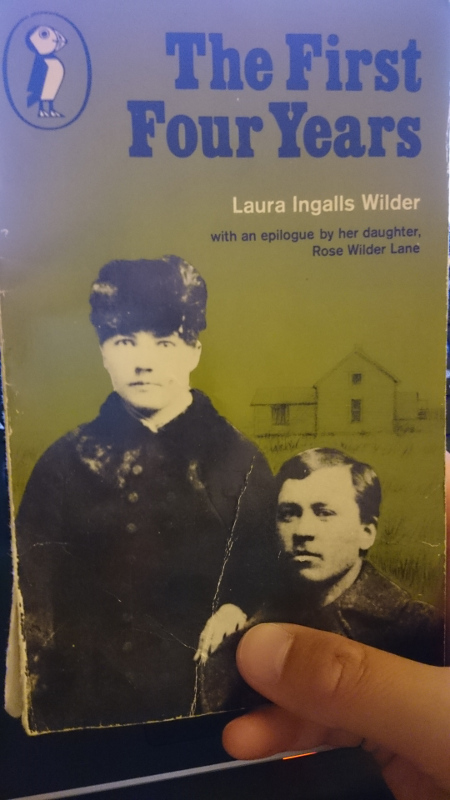 The First
Four Years
Laura Ingalls Wilder
with an epilogue by her daughter,
Rose Wilder Lane